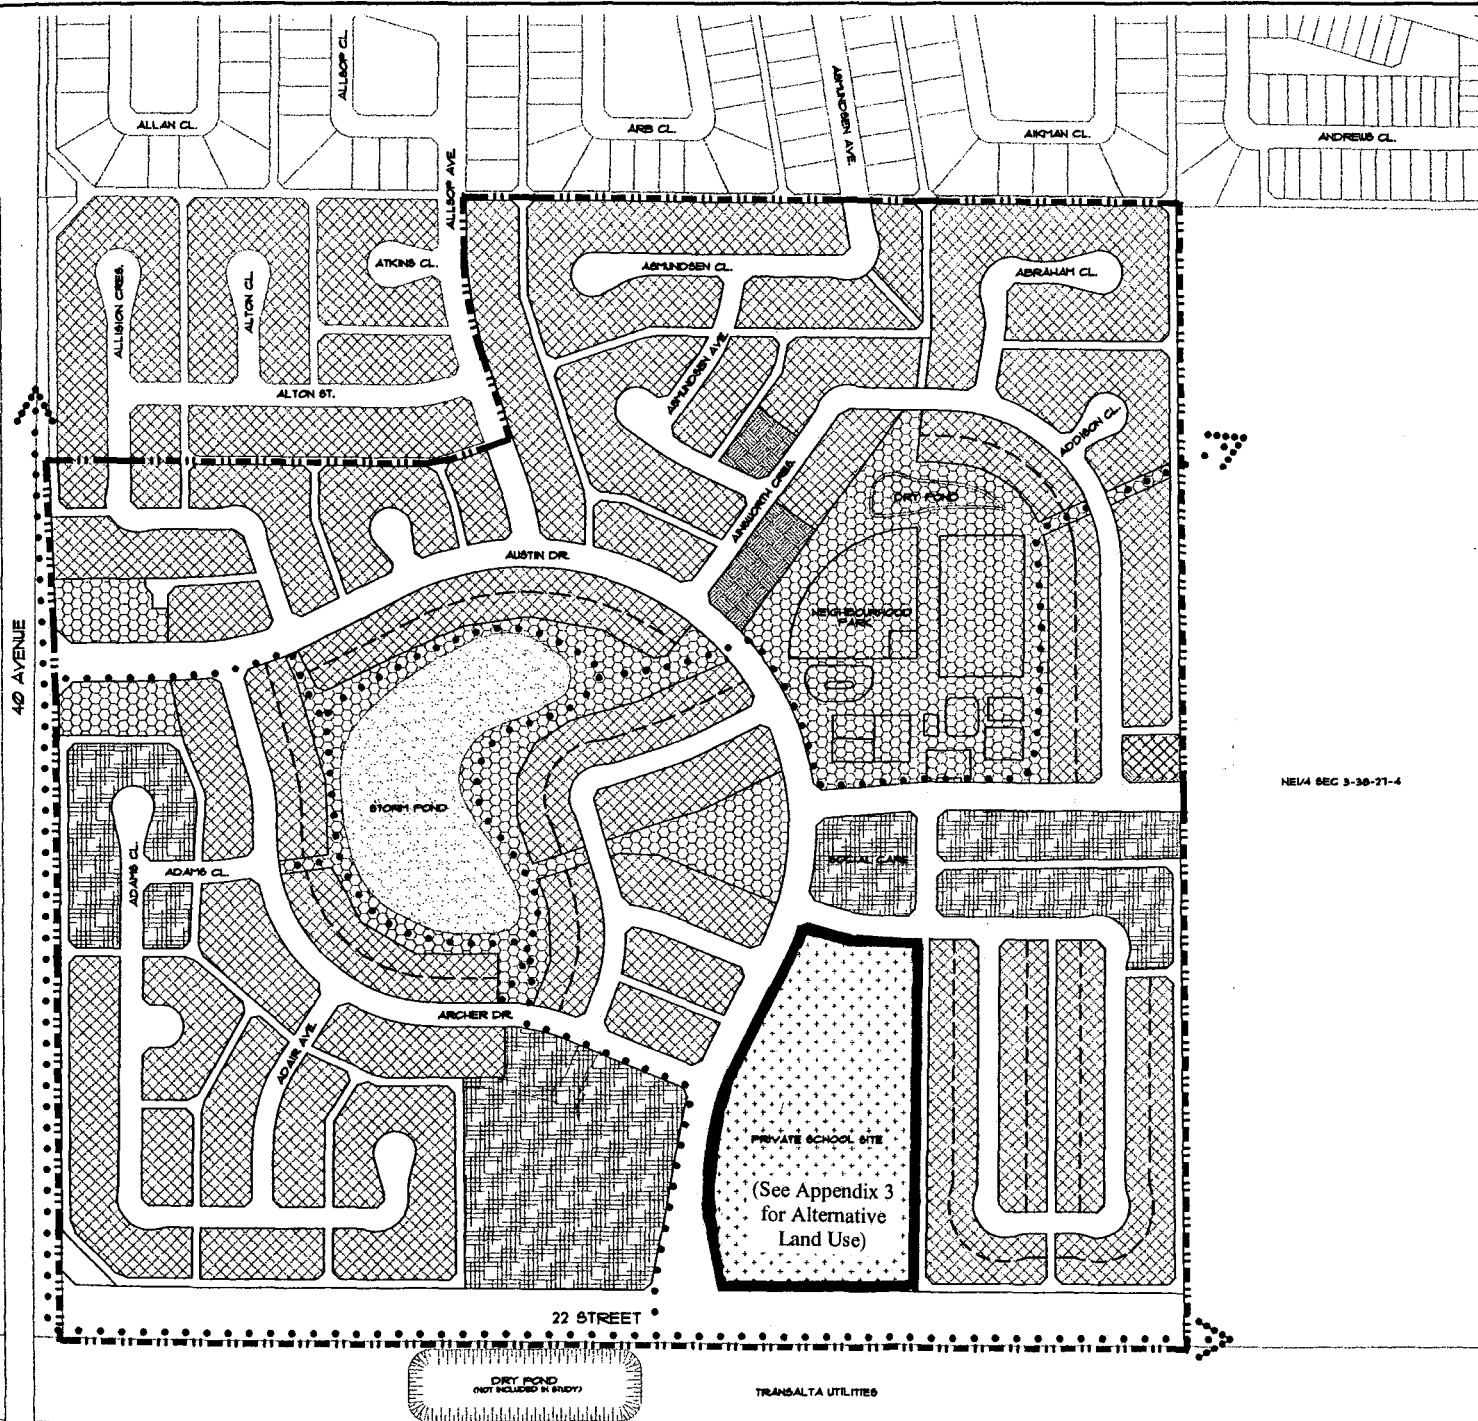 ALLSOP CL.
ASMUNDSEN AVE.
ALLAN CL.
ARB CL.
AIKMAN CL.
ANDREWS CL.
ALLSOP AVE.
ATKINS CL.
ASMUNDSEN CL.
ABRAHAM CL.
ALLISION CRES.
ALTON CL.
ASMUNDSEN AVE.
ALTON ST.
ADDISON CL.
AINSWORTH CRES.
DRY POND
AUSTIN DR.
NEIGHBOURHOOD
PARK
40 AVENUE
NE1/4 SEC 3-38-27-4
STORM POND
SOCIAL CARE
ADAMS CL.
ADAMS CL.
ARCHER DR.
ADAIR AVE.
PRIVATE SCHOOL SITE
(See Appendix 3
for Alternative
Land Use)
22 STREET
DRY POND
(NOT INCLUDED IN STUDY)
TRANSALTA UTILITIES